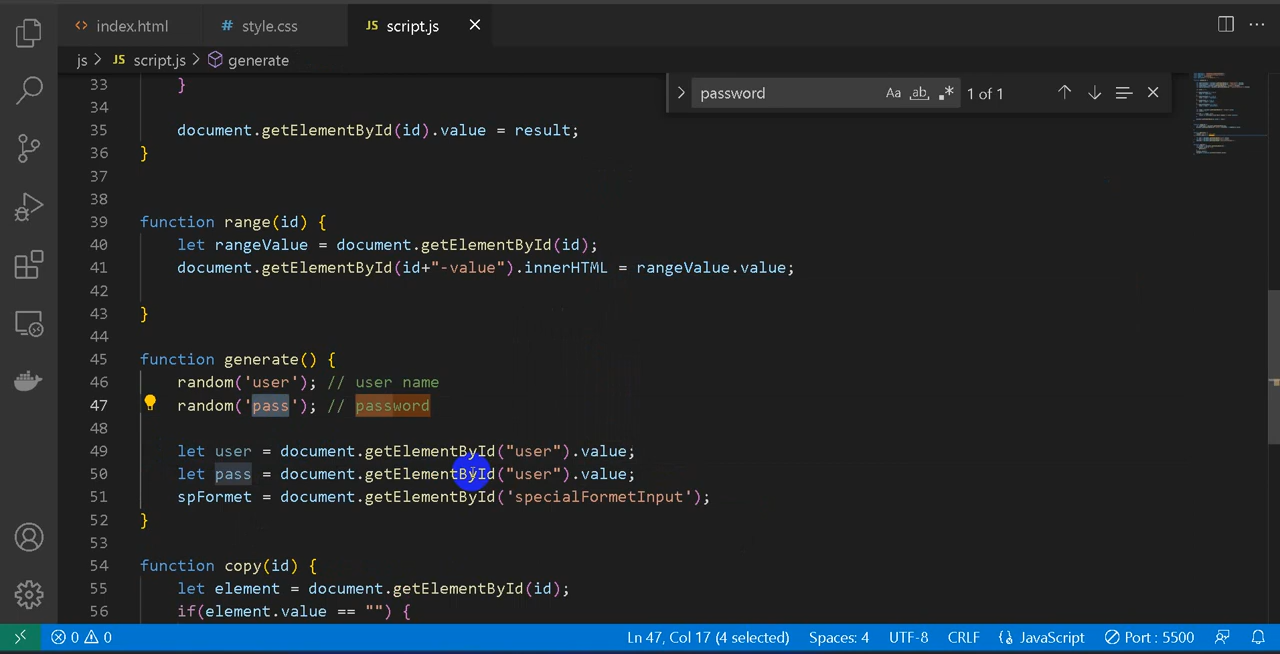 index.html
# style.css
JS script.js
js > JS script.js > generate
password
Aa
ab
1 of 1
33 }
34
35 document.getElementById(id).value = result;
36 }
37
38
39 function range(id) {
40 let rangeValue = document.getElementById(id);
41 document.getElementById(id+"-value").innerHTML = rangeValue.value;
42
43 }
44
45 function generate() {
46 random('user'); // user name
47 random('pass'); // password
48
49 let user = document.getElementById("user").value;
50 let pass = document.getElementById("user").value;
51 spFormet = document.getElementById('specialFormetInput');
52 }
53
54 function copy(id) {
55 let element = document.getElementById(id);
56 if(element.value == "") {
0 0 Ln 47, Col 17 (4 selected) Spaces: 4 UTF-8 CRLF JavaScript Port : 5500